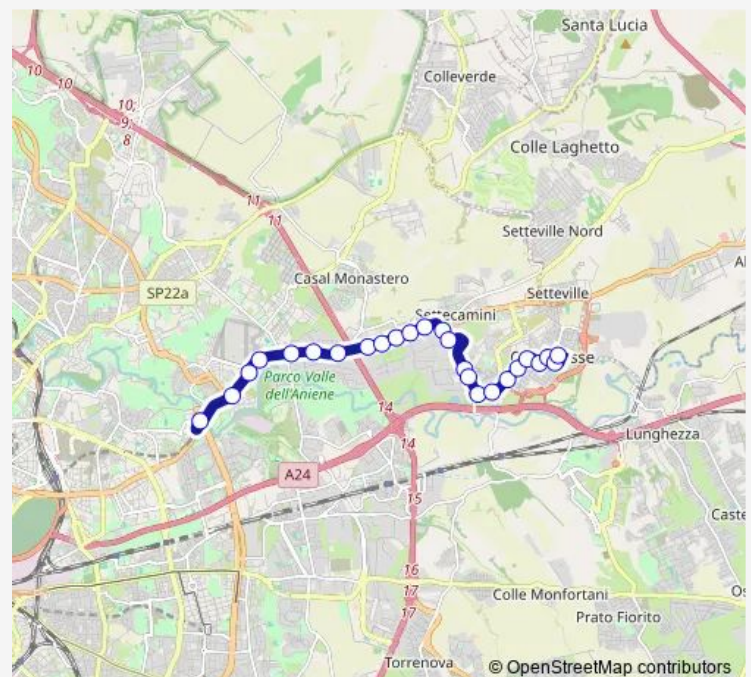 Santa Lucia
10
Colleverde
10
10,
9,
8
Colle Laghetto
11
11
Setteville Nord
Casal Monastero
SP22a
Setteville
Settecamini
Parco Valle
dell'Aniene
14
14
Lunghezza
A24
15
16
17
17
Colle Monfortani
Prato Fiorito
Torrenova
© OpenStreetMap contributors